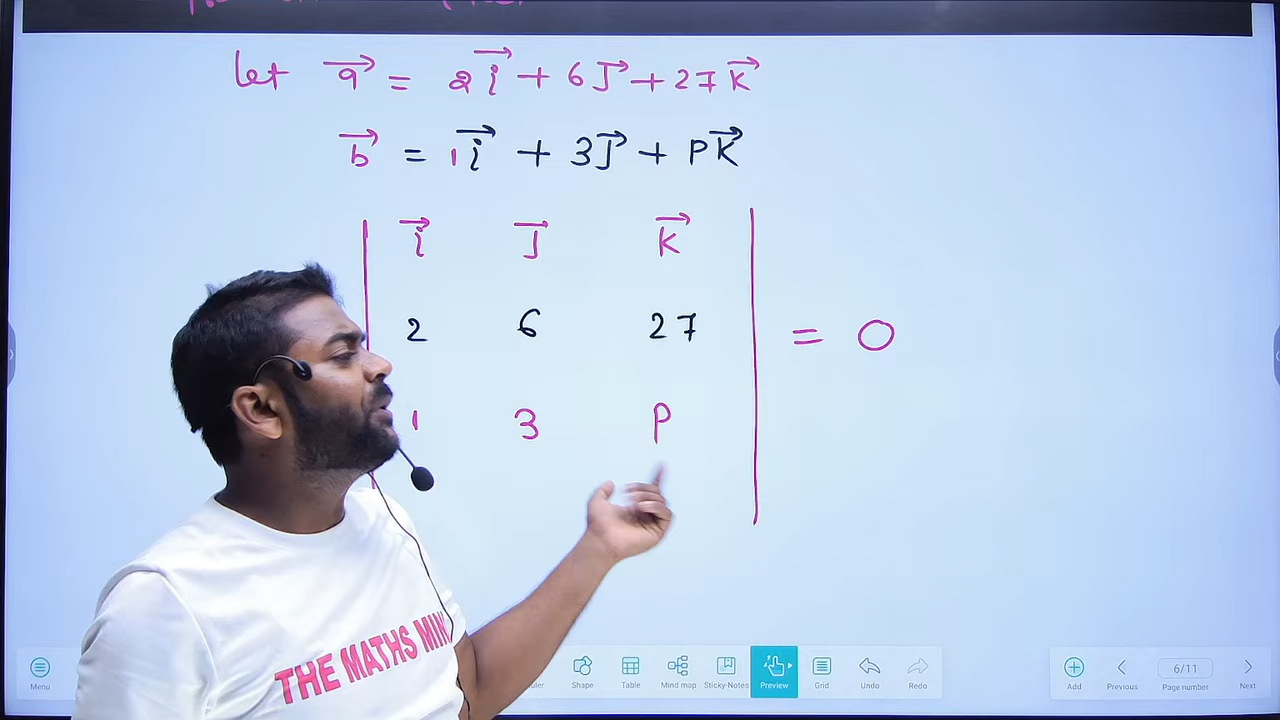 let a⃗ = 2i⃗ + 6J⃗ + 27K⃗
b⃗ = 1i⃗ + 3J⃗ + PK⃗
i⃗ J⃗ K⃗
2 6 27
= 0
1 3 P
THE MATHS MIN
Menu
Shape
Table
Mind map
Sticky-Notes
Preview
Grid
Undo
Redo
Add
Previous
6/11
Page number
Next